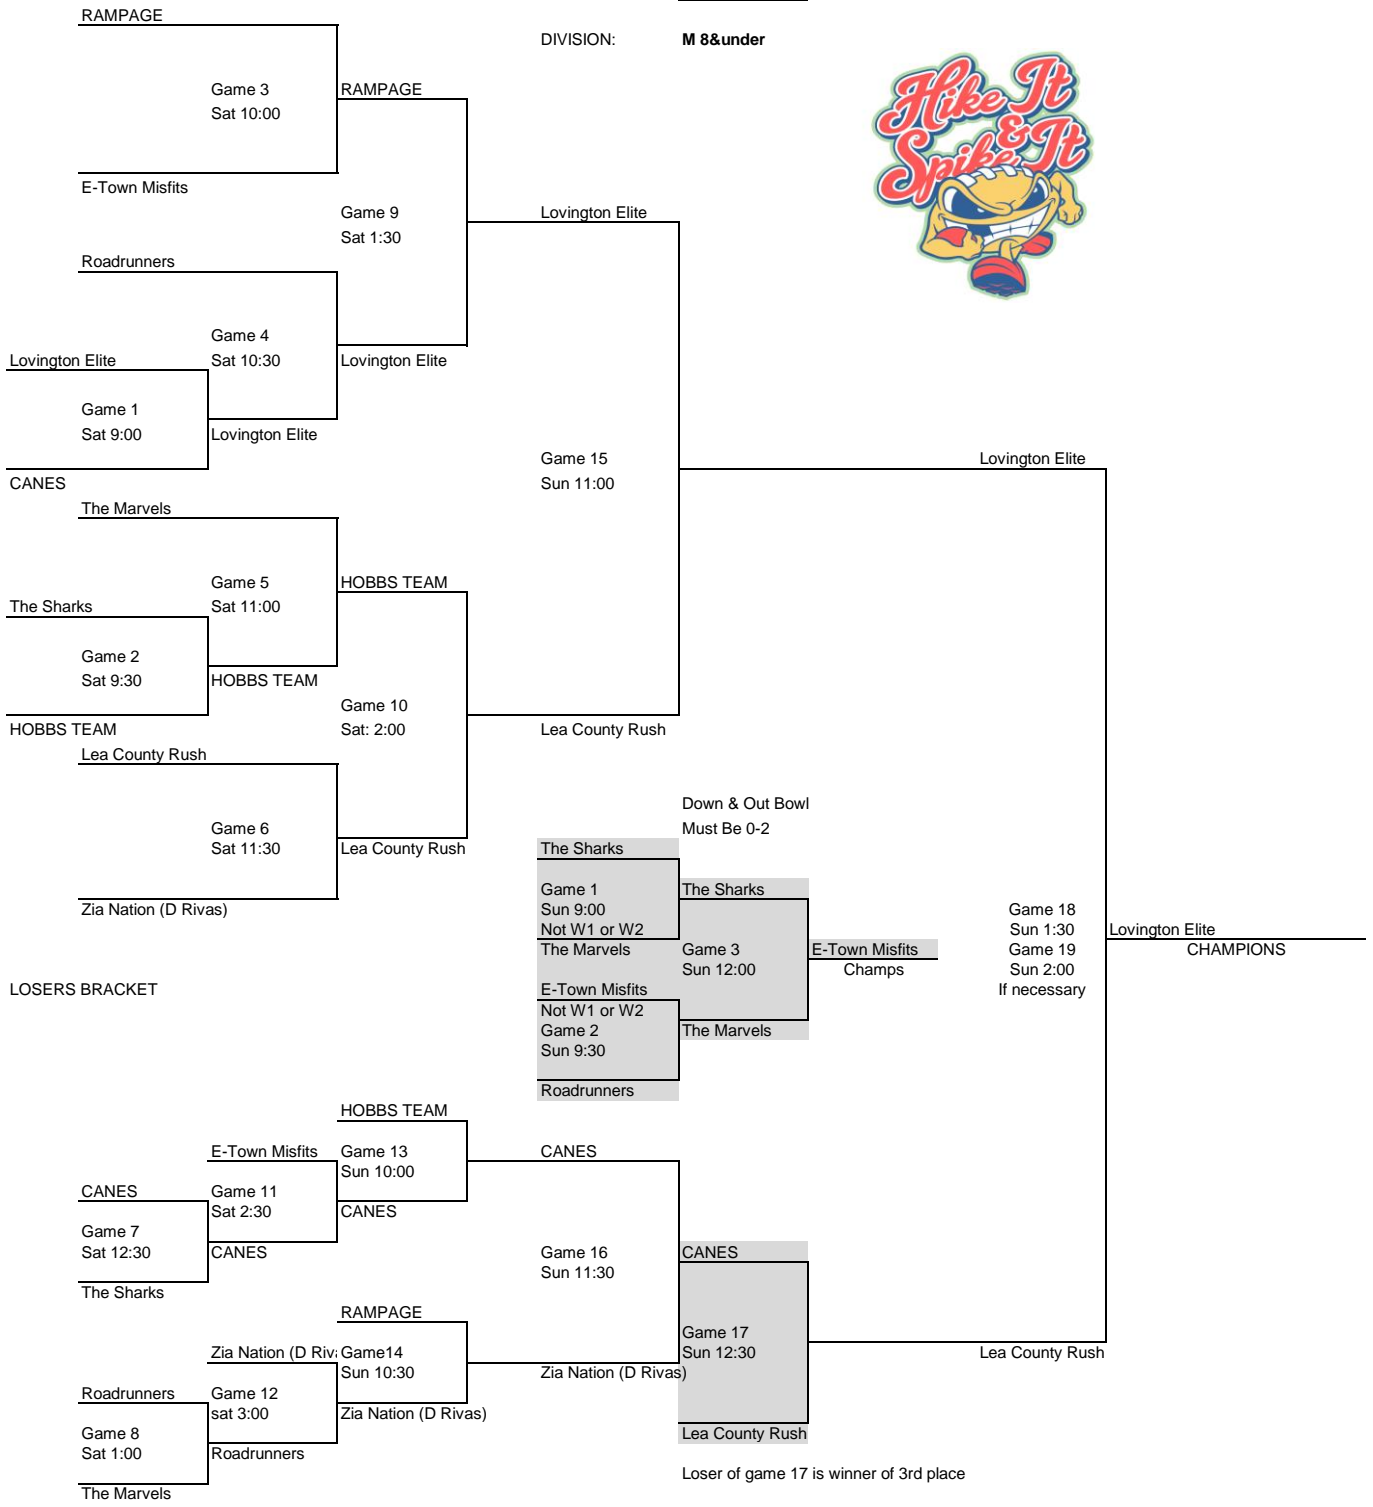 RAMPAGE
DIVISION: M 8&under
Hike It
&
Spike It
Game 3
Sat 10:00
RAMPAGE
E-Town Misfits
Game 9
Sat 1:30
Lovington Elite
Roadrunners
Game 4
Sat 10:30
Lovington Elite
Lovington Elite
Game 1
Sat 9:00
Lovington Elite
CANES
Game 15
Sun 11:00
Lovington Elite
The Marvels
Game 5
Sat 11:00
HOBBS TEAM
The Sharks
Game 2
Sat 9:30
HOBBS TEAM
HOBBS TEAM
Game 10
Sat: 2:00
Lea County Rush
Lea County Rush
Game 6
Sat 11:30
Lea County Rush
Zia Nation (D Rivas)
Down & Out Bowl
Must Be 0-2
The Sharks
Game 1
Sun 9:00
Not W1 or W2
The Marvels
The Sharks
Game 3
Sun 12:00
E-Town Misfits
Champs
E-Town Misfits
Not W1 or W2
Game 2
Sun 9:30
The Marvels
Roadrunners
Game 18
Sun 1:30
Game 19
Sun 2:00
If necessary
Lovington Elite
CHAMPIONS
LOSERS BRACKET
HOBBS TEAM
E-Town Misfits
Game 13
Sun 10:00
CANES
CANES
Game 11
Sat 2:30
CANES
Game 7
Sat 12:30
CANES
The Sharks
Game 16
Sun 11:30
CANES
RAMPAGE
Zia Nation (D Riv
Game14
Sun 10:30
Zia Nation (D Rivas)
Roadrunners
Game 12
sat 3:00
Zia Nation (D Rivas)
Game 8
Sat 1:00
Roadrunners
The Marvels
Game 17
Sun 12:30
Lea County Rush
Lea County Rush
Loser of game 17 is winner of 3rd place